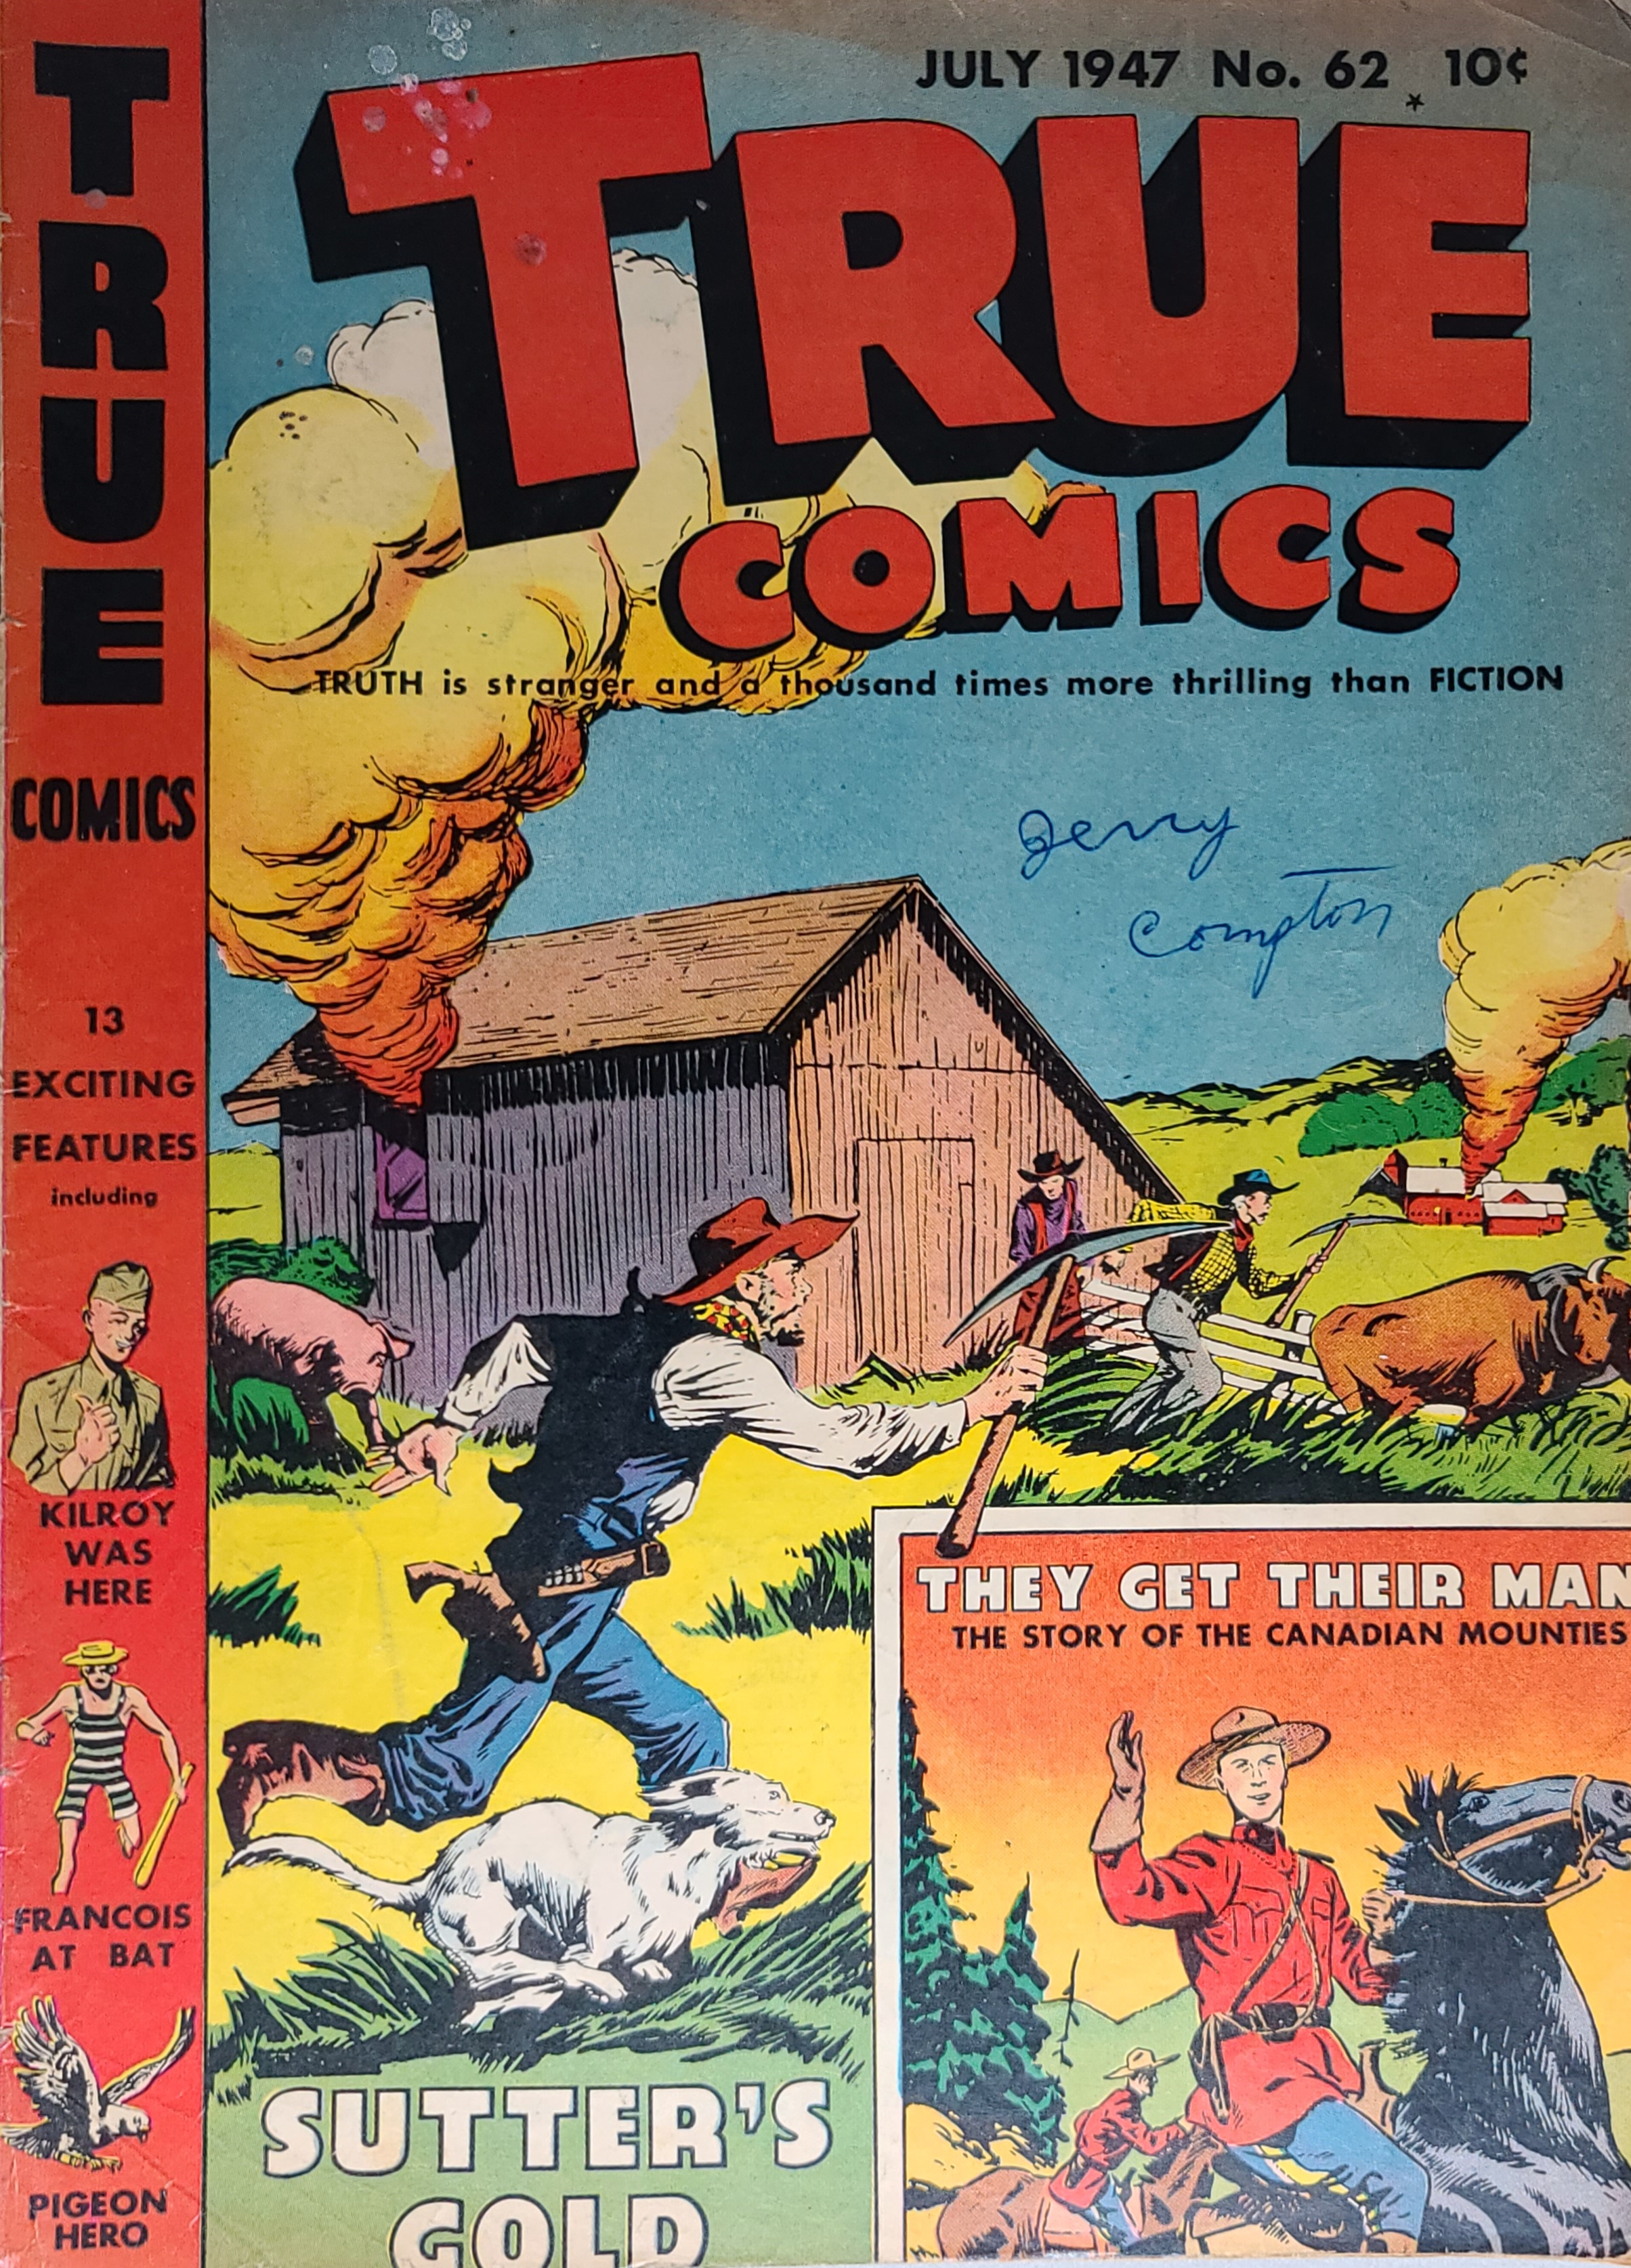 TRUE
COMICS
13
EXCITING
FEATURES
including
KILROY
WAS
HERE
FRANCOIS
AT BAT
PIGEON
HERO
JULY 1947 No. 62 10¢
TRUE
COMICS
TRUTH is stranger and a thousand times more thrilling than FICTION
Jerry
Compton
THEY GET THEIR MAN
THE STORY OF THE CANADIAN MOUNTIES
SUTTER'S
GOLD